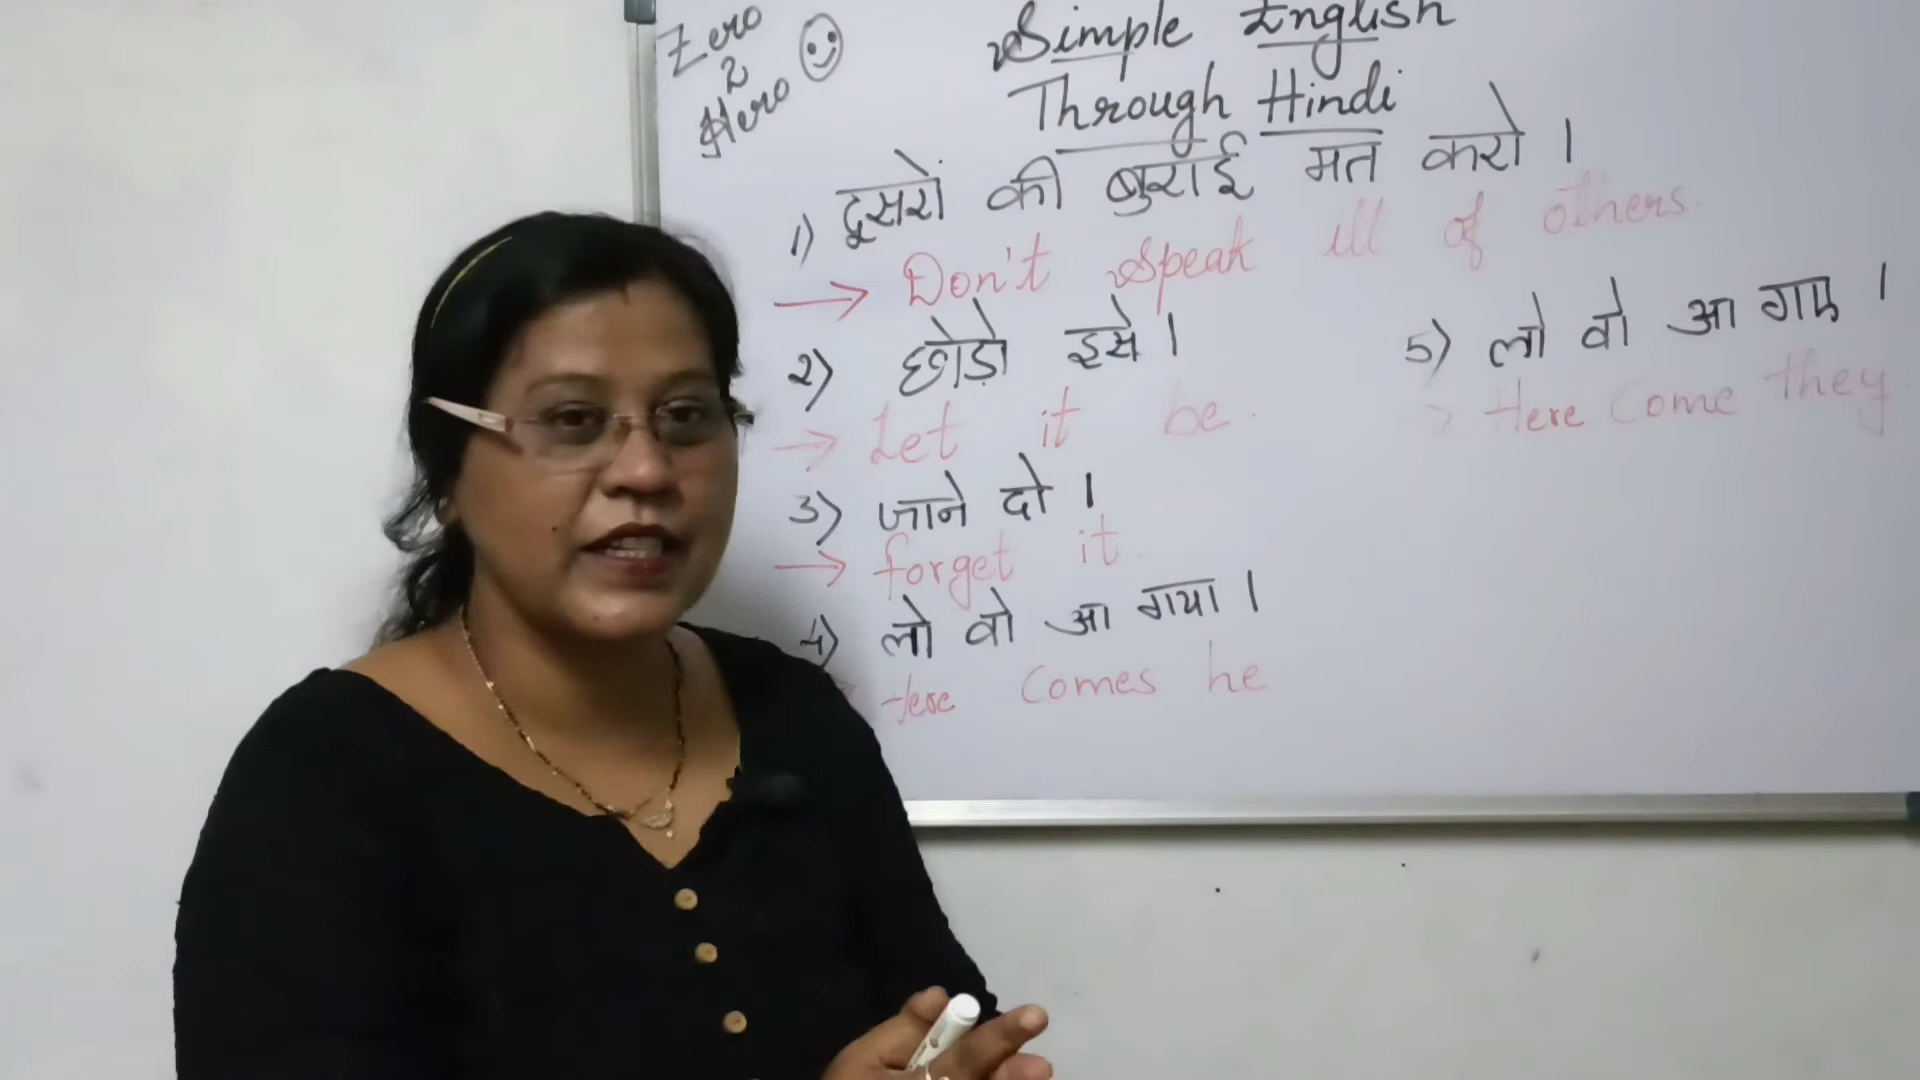 Zero
2
Hero
Simple English
Through Hindi
1) दूसरों की बुराई मत करो ।
→ Don't speak ill of others
2) छोड़ो इसे ।
→ Let it be.
3) जाने दो ।
→ forget it.
4) लो वो आ गया ।
Here comes he
5) लो वो आ गए ।
→ Here Come they